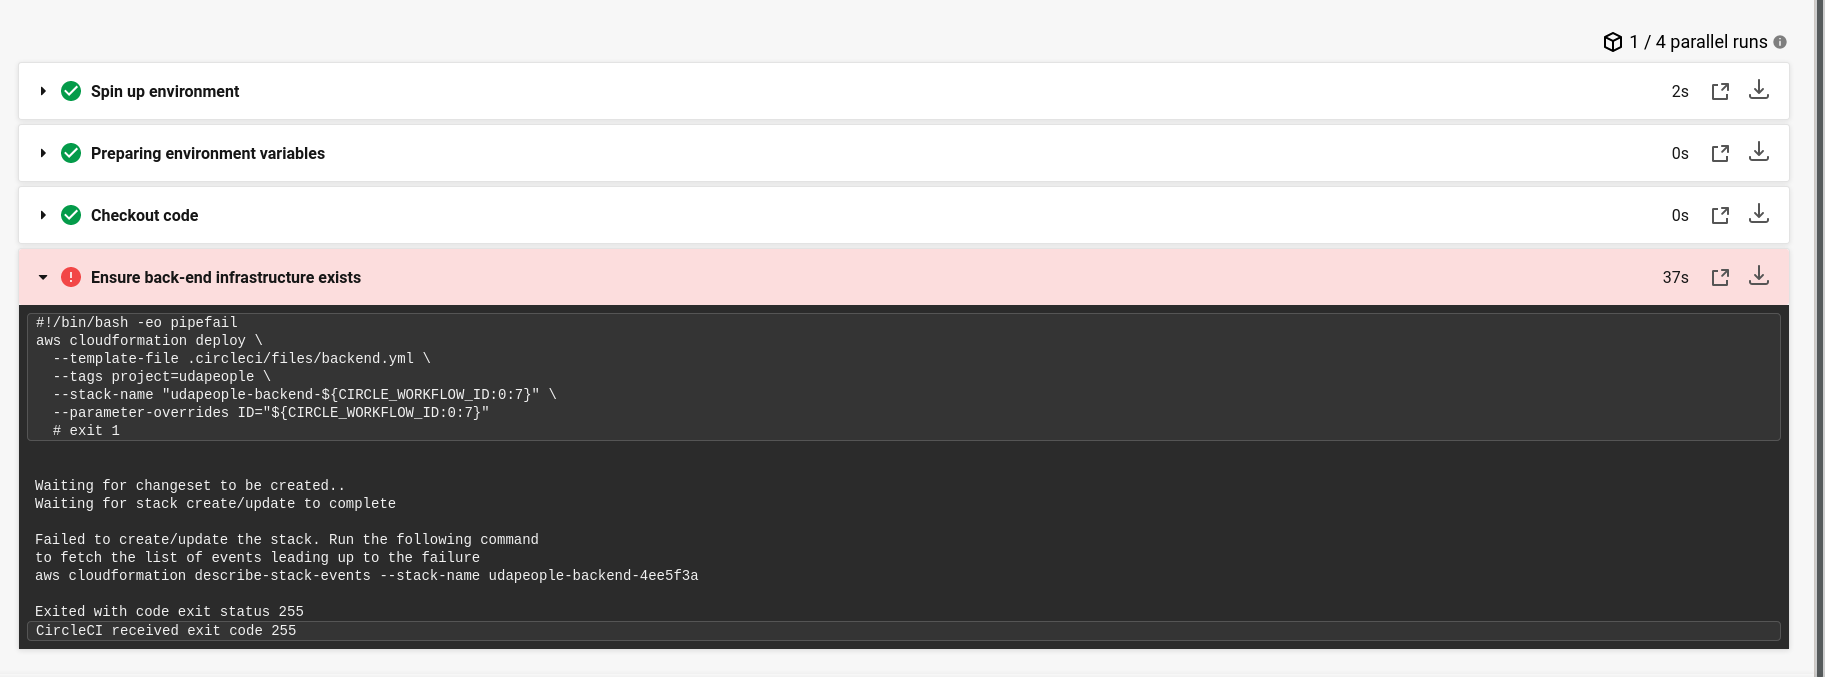 1 / 4 parallel runs
Spin up environment 2s
Preparing environment variables 0s
Checkout code 0s
Ensure back-end infrastructure exists 37s
#!/bin/bash -eo pipefail
aws cloudformation deploy \
  --template-file .circleci/files/backend.yml \
  --tags project=udapeople \
  --stack-name "udapeople-backend-${CIRCLE_WORKFLOW_ID:0:7}" \
  --parameter-overrides ID="${CIRCLE_WORKFLOW_ID:0:7}"
  # exit 1
Waiting for changeset to be created..
Waiting for stack create/update to complete
Failed to create/update the stack. Run the following command
to fetch the list of events leading up to the failure
aws cloudformation describe-stack-events --stack-name udapeople-backend-4ee5f3a
Exited with code exit status 255
CircleCI received exit code 255